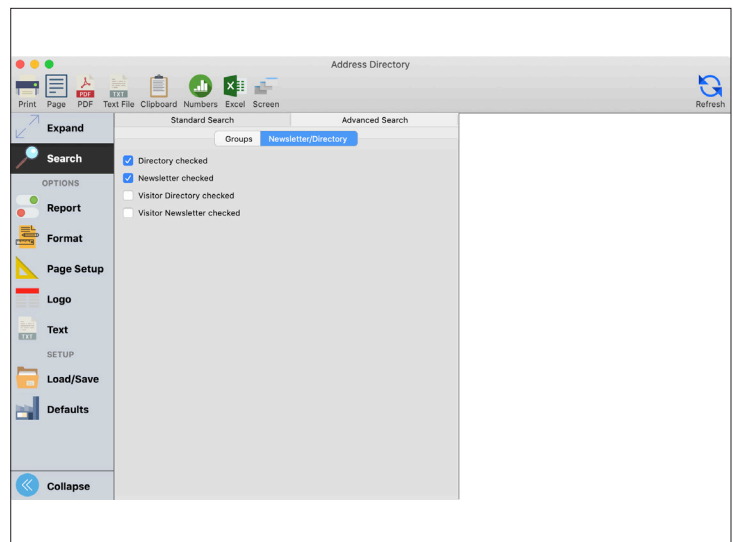 Address Directory
Print Page PDF Text File Clipboard Numbers Excel Screen Refresh
Expand
Search
OPTIONS
Report
Format
Page Setup
Logo
Text
SETUP
Load/Save
Defaults
Collapse
Standard Search Advanced Search
Groups Newsletter/Directory
Directory checked
Newsletter checked
Visitor Directory checked
Visitor Newsletter checked
PDF
TXT
TXT